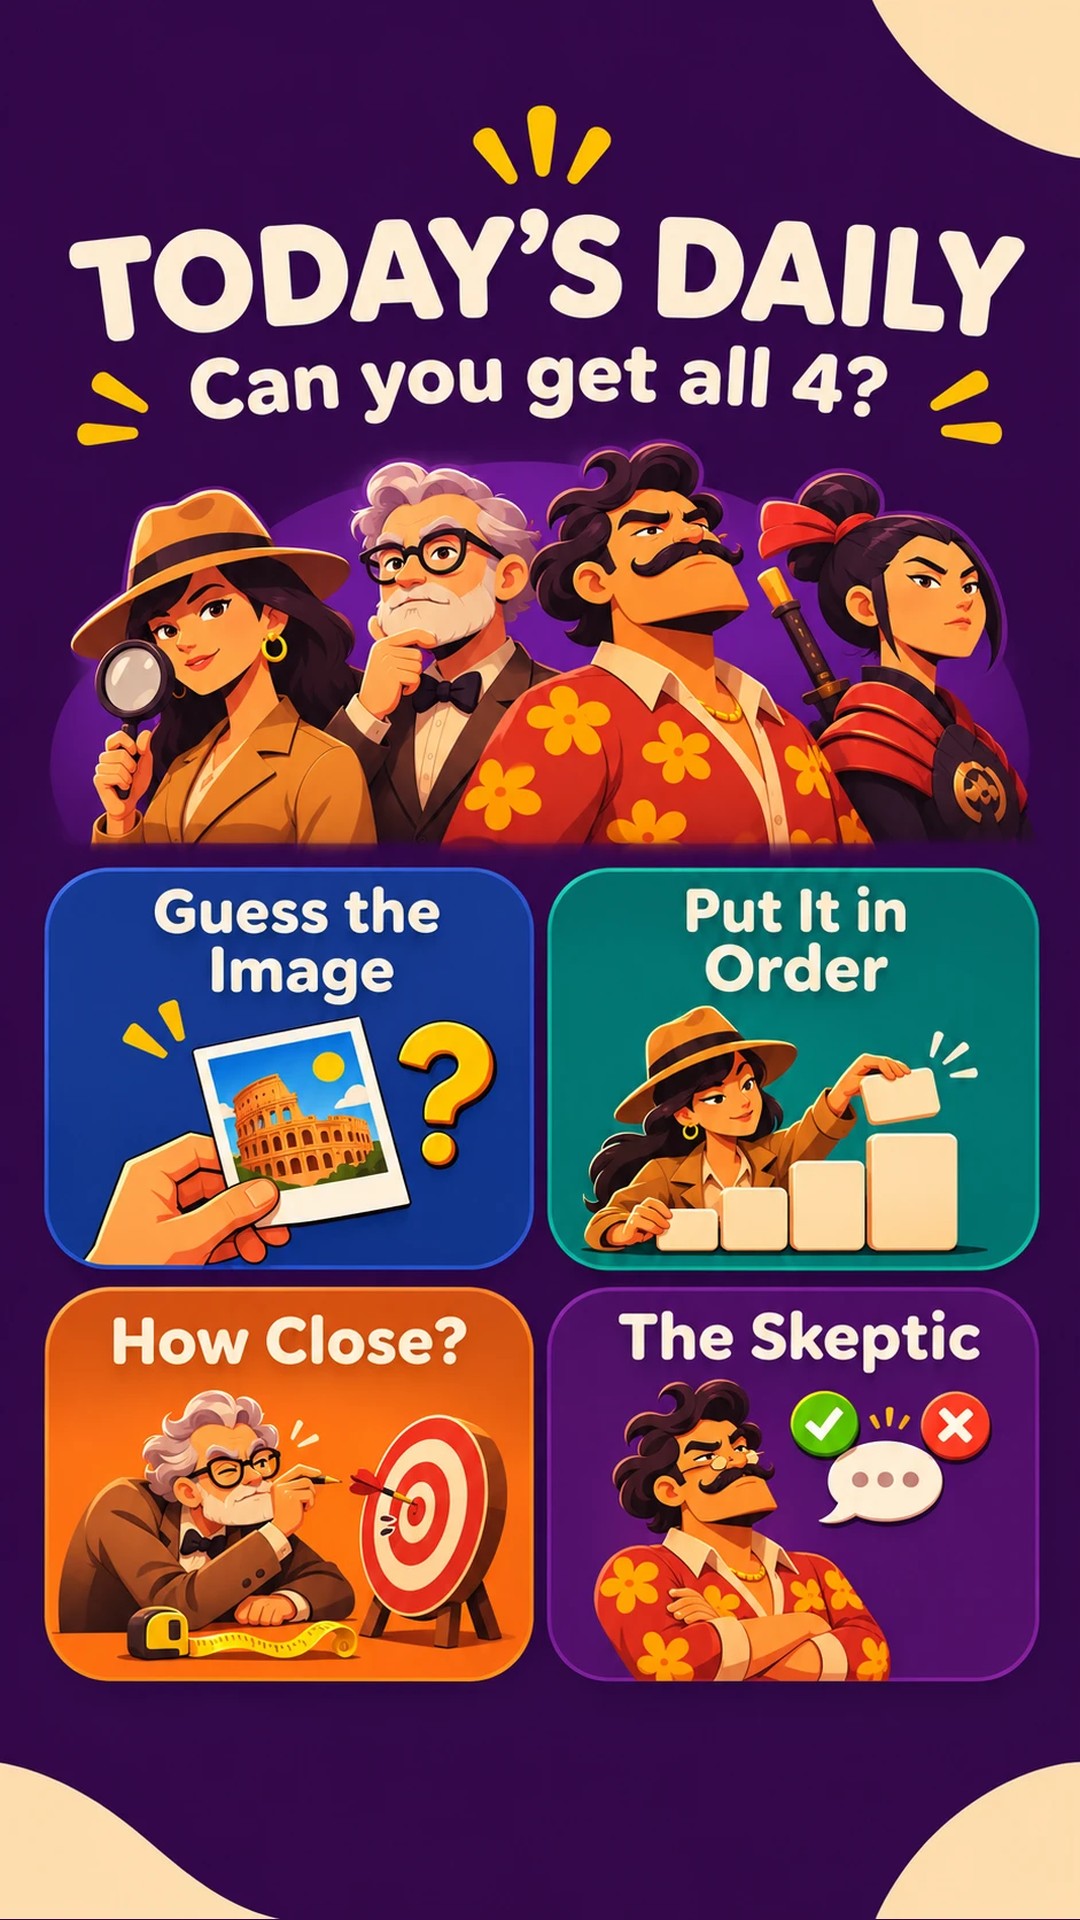 TODAY’S DAILY
Can you get all 4?
Guess the
Image
Put It in
Order
How Close?
The Skeptic